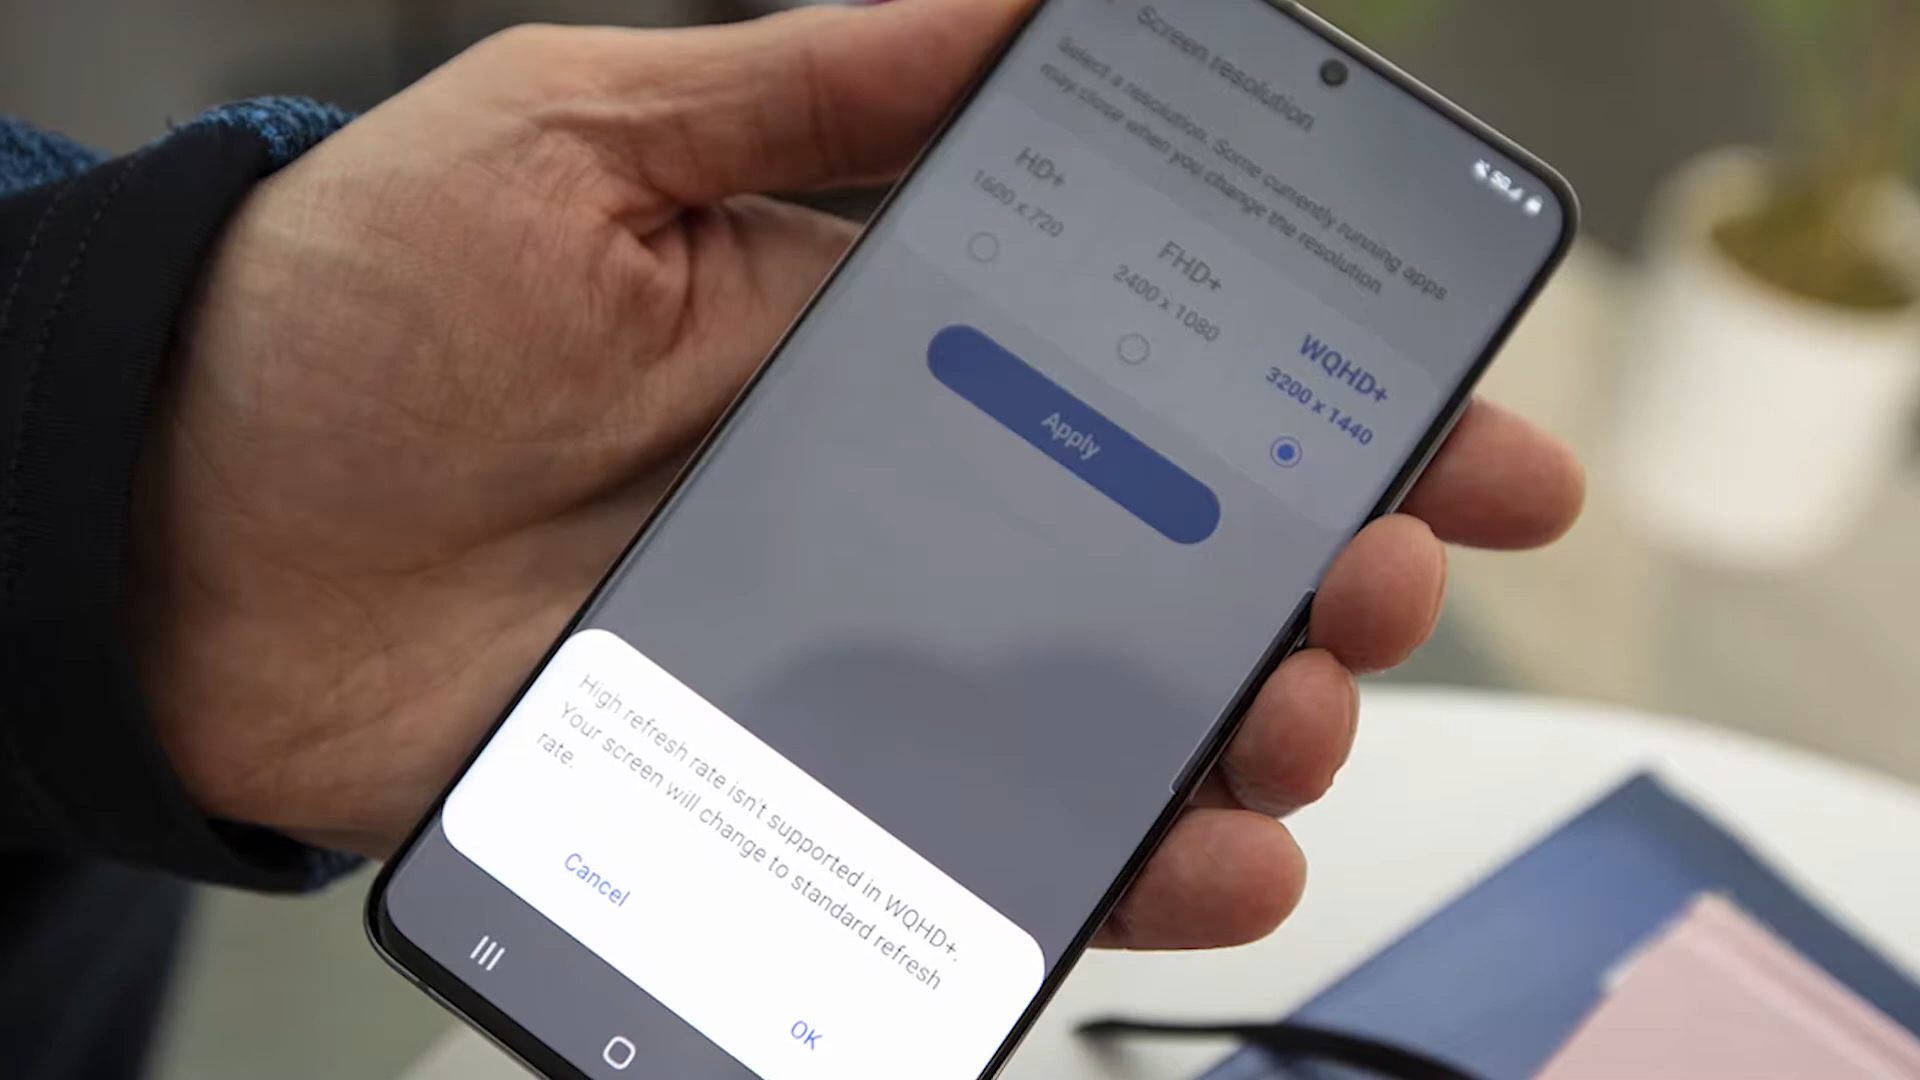 Screen resolution
Select a resolution. Some currently running apps
may close when you change the resolution
HD+
1600 x 720
FHD+
2400 x 1080
WQHD+
3200 x 1440
Apply
High refresh rate isn't supported in WQHD+.
Your screen will change to standard refresh
rate.
Cancel
OK